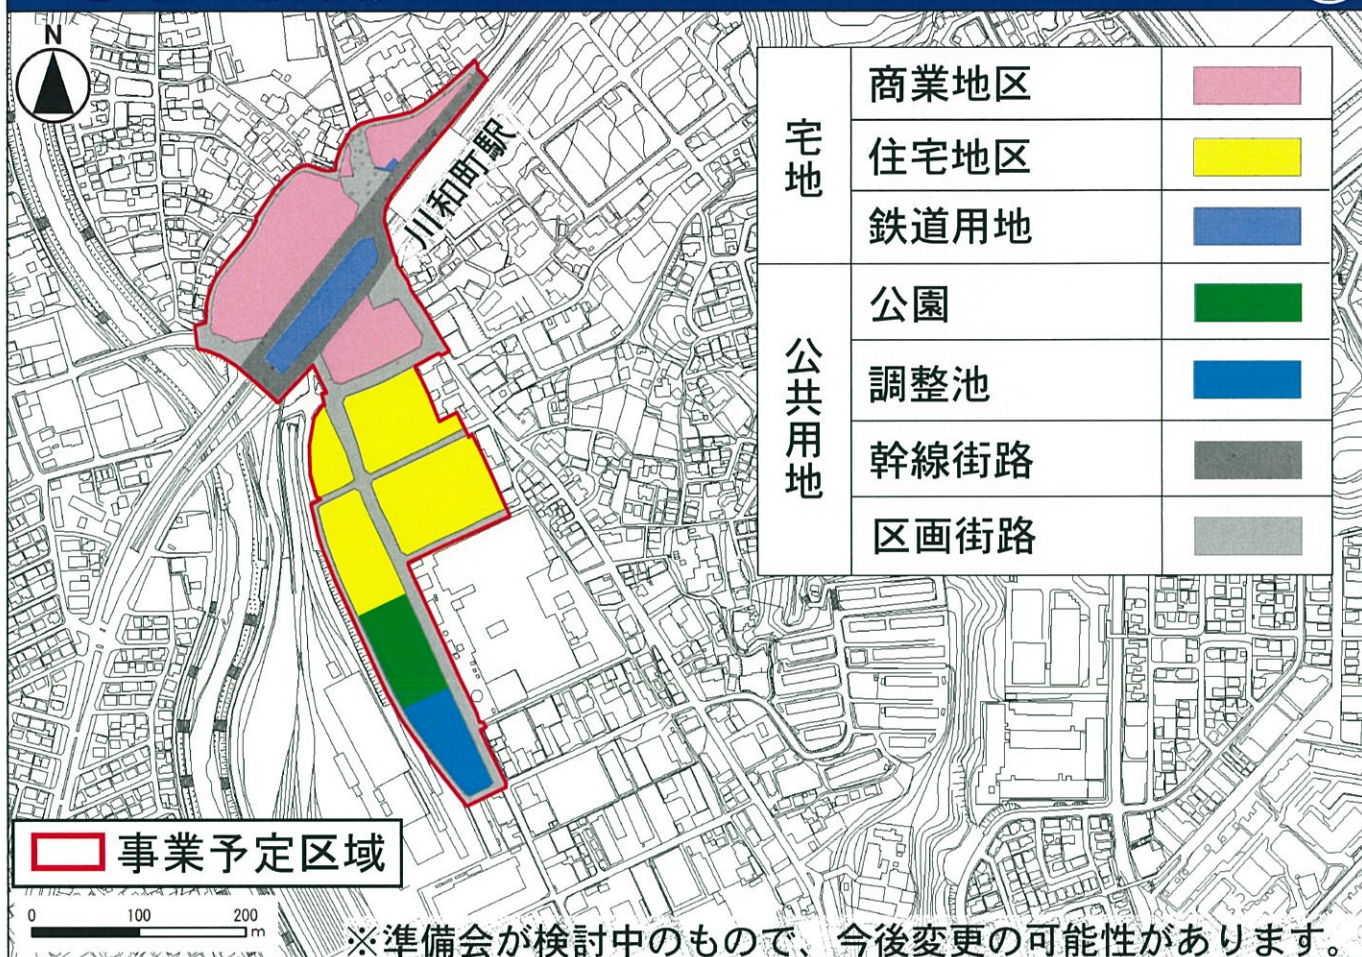 N
川和町駅
宅地
商業地区
住宅地区
鉄道用地
公共用地
公園
調整池
幹線街路
区画街路
事業予定区域
0 100 200 m
※準備会が検討中のもので、今後変更の可能性があります。